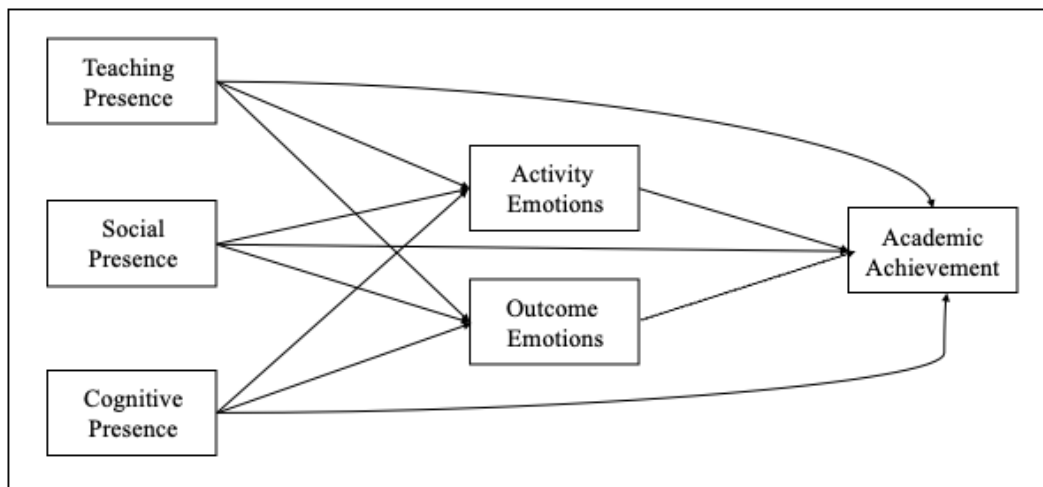 Teaching
Presence
Activity
Emotions
Social
Presence
Academic
Achievement
Outcome
Emotions
Cognitive
Presence